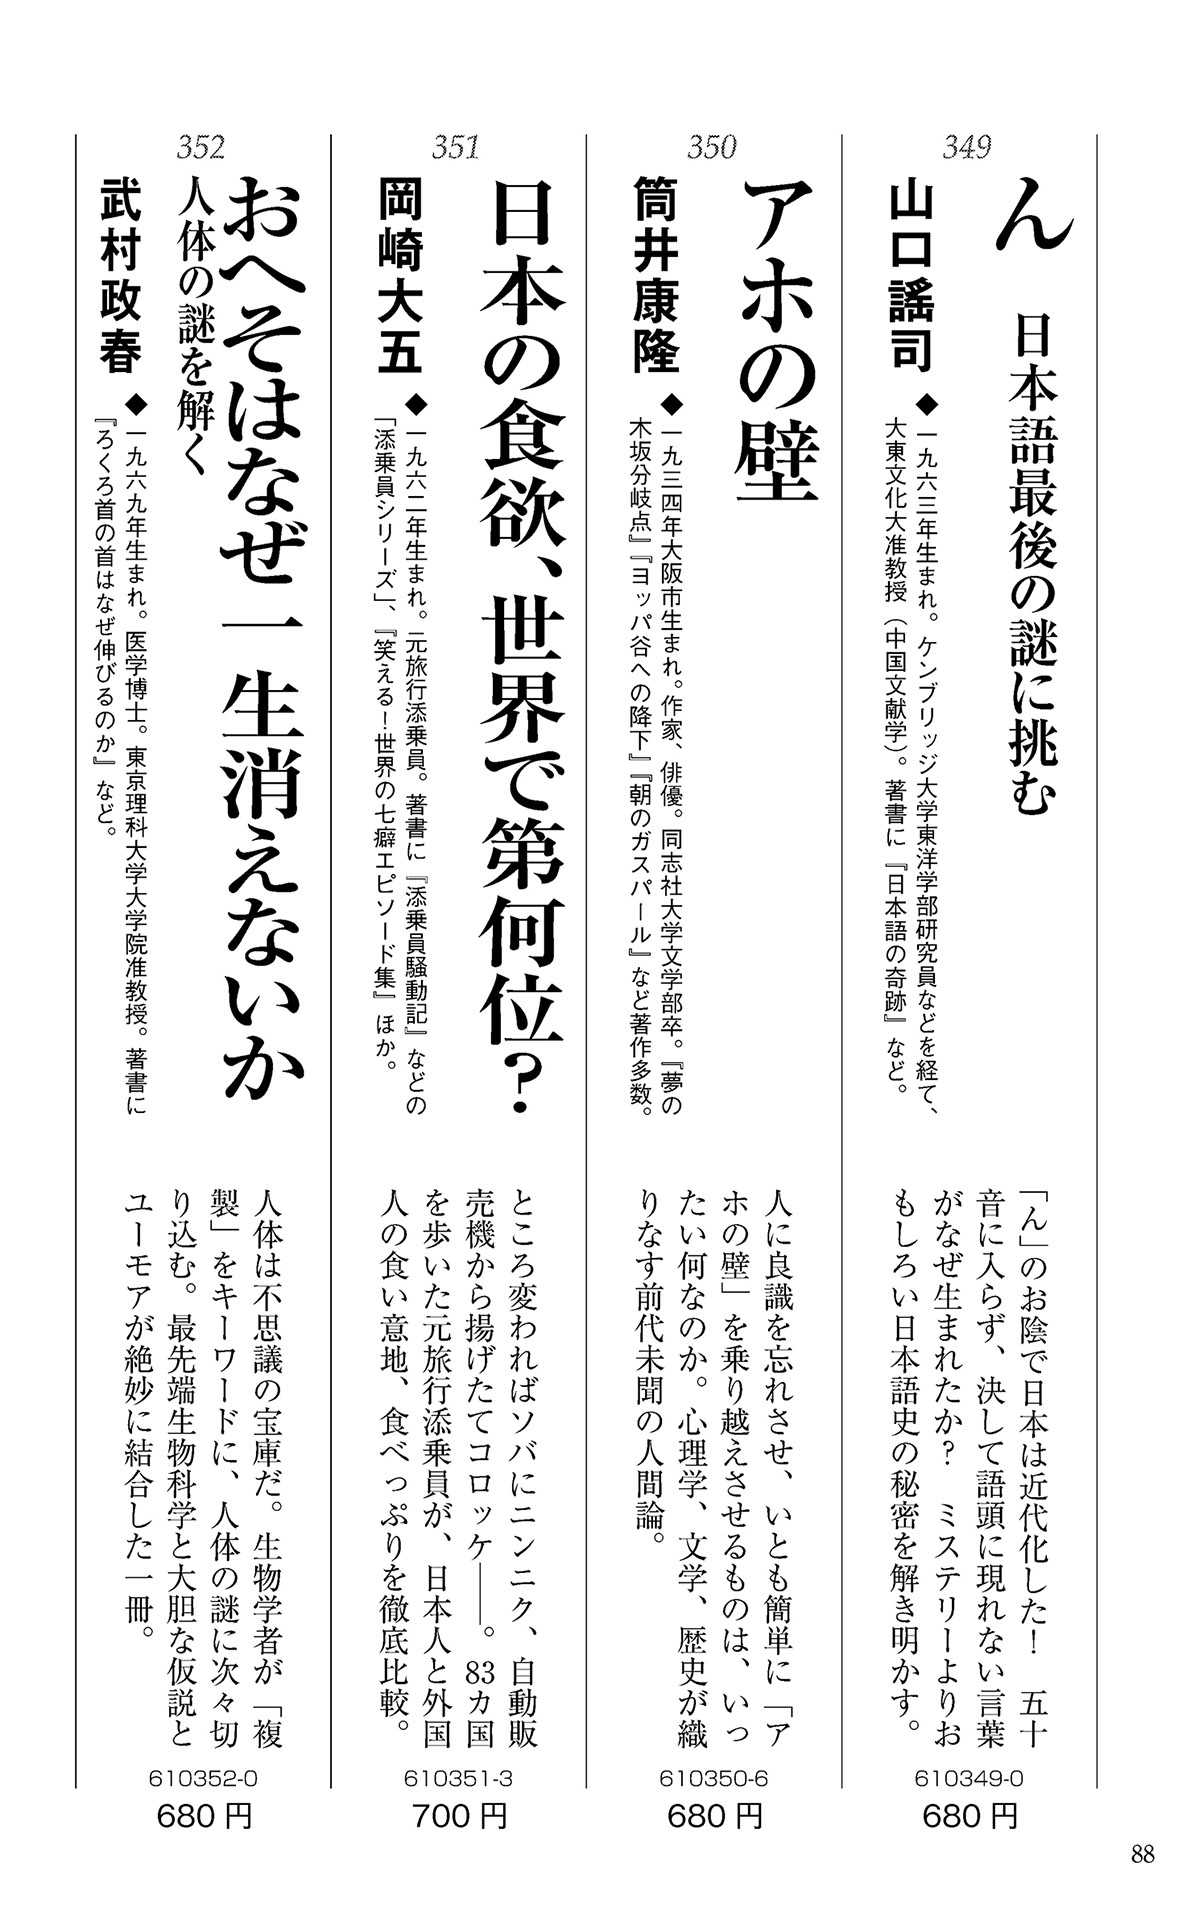 349
ん　日本語最後の謎に挑む
山口謠司
◆一九六三年生まれ。ケンブリッジ大学東洋学部研究員などを経て、
大東文化大准教授（中国文献学）。著書に『日本語の奇跡』など。
「ん」のお陰で日本は近代化した！　五十
音に入らず、決して語頭に現れない言葉
がなぜ生まれたか？　ミステリーよりお
もしろい日本語史の秘密を解き明かす。
610349-0
680円
350
アホの壁
筒井康隆
◆一九三四年大阪市生まれ。作家、俳優。同志社大学文学部卒。『夢の
木坂分岐点』『ヨッパ谷への降下』『朝のガスパール』など著作多数。
人に良識を忘れさせ、いとも簡単に「ア
ホの壁」を乗り越えさせるものは、いっ
たい何なのか。心理学、文学、歴史が織
りなす前代未聞の人間論。
610350-6
680円
351
日本の食欲、世界で第何位？
岡崎大五
◆一九六二年生まれ。元旅行添乗員。著書に『添乗員騒動記』などの
「添乗員シリーズ」、『笑える！世界の七癖エピソード集』ほか。
ところ変わればソバにニンニク、自動販
売機から揚げたてコロッケ――。83カ国
を歩いた元旅行添乗員が、日本人と外国
人の食い意地、食べっぷりを徹底比較。
610351-3
700円
352
おへそはなぜ一生消えないか
人体の謎を解く
武村政春
◆一九六九年生まれ。医学博士。東京理科大学大学院准教授。著書に
『ろくろ首の首はなぜ伸びるのか』など。
人体は不思議の宝庫だ。生物学者が「複
製」をキーワードに、人体の謎に次々切
り込む。最先端生物科学と大胆な仮説と
ユーモアが絶妙に結合した一冊。
610352-0
680円
88